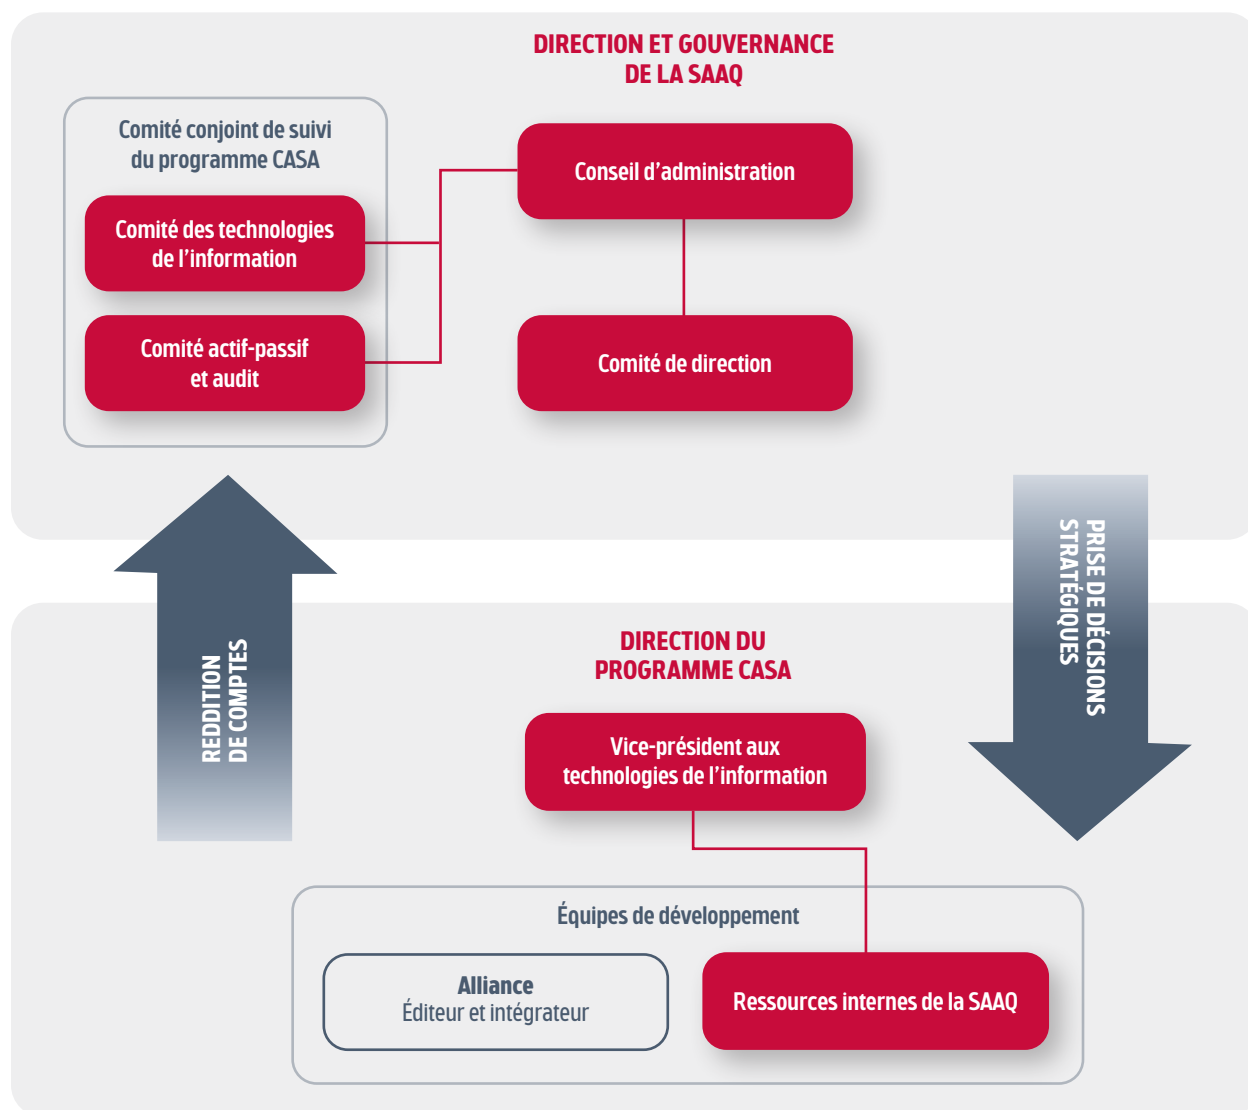 DIRECTION ET GOUVERNANCE
DE LA SAAQ
Comité conjoint de suivi
du programme CASA
Comité des technologies
de l'information
Comité actif-passif
et audit
Conseil d'administration
Comité de direction
REDDITION
DE COMPTES
PRISE DE DÉCISIONS
STRATÉGIQUES
DIRECTION DU
PROGRAMME CASA
Vice-président aux
technologies de l'information
Équipes de développement
Alliance
Éditeur et intégrateur
Ressources internes de la SAAQ